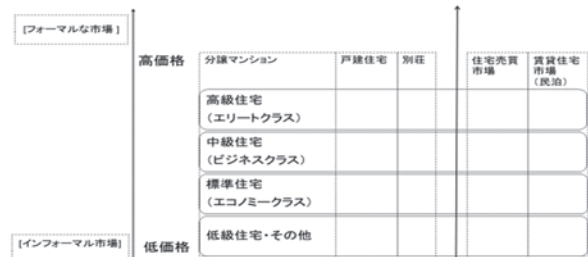 [フォーマルな市場]
高価格
分譲マンション
戸建住宅
別荘
住宅売買
市場
賃貸住宅
市場
(民泊)
高級住宅
(エリートクラス)
中級住宅
(ビジネスクラス)
標準住宅
(エコノミークラス)
低級住宅・その他
[インフォーマル市場]
低価格